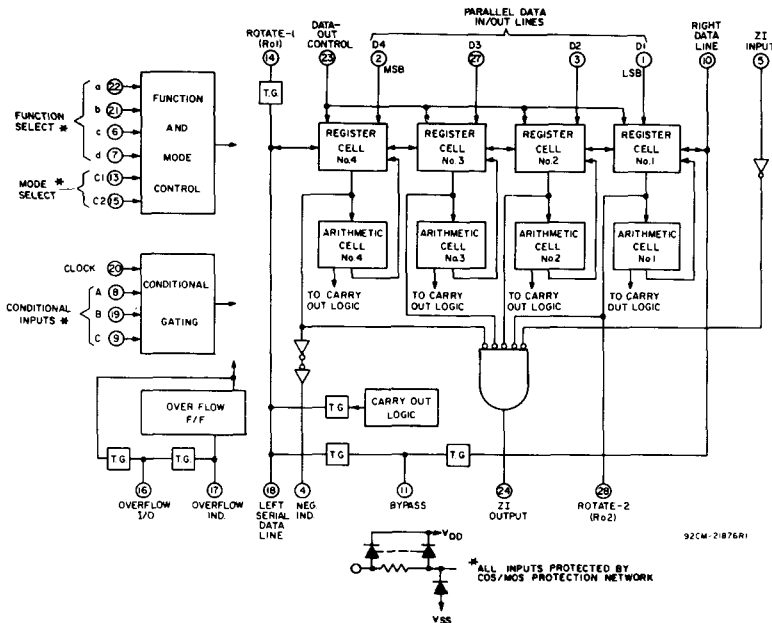 PARALLEL DATA
IN/OUT LINES
ROTATE-1
(Ro1)
14
DATA-
OUT
CONTROL
23
D4
2
MSB
D3
27
D2
3
D1
1
LSB
RIGHT
DATA
LINE
10
ZI
INPUT
5
T.G.
FUNCTION
SELECT *
a 22
b 21
c 6
d 7
MODE *
SELECT
C1 13
C2 15
FUNCTION
AND
MODE
CONTROL
REGISTER
CELL
No.4
REGISTER
CELL
No.3
REGISTER
CELL
No.2
REGISTER
CELL
No.1
ARITHMETIC
CELL
No.4
ARITHMETIC
CELL
No.3
ARITHMETIC
CELL
No.2
ARITHMETIC
CELL
No.1
TO CARRY
OUT LOGIC
TO CARRY
OUT LOGIC
TO CARRY
OUT LOGIC
TO CARRY
OUT LOGIC
CLOCK 20
CONDITIONAL
INPUTS *
A 8
B 19
C 9
CONDITIONAL
GATING
OVER FLOW
F/F
T.G.
T.G.
16
OVERFLOW
I/O
17
OVERFLOW
IND.
T.G.
CARRY OUT
LOGIC
T.G.
T.G.
18
LEFT
SERIAL
DATA
LINE
4
NEG.
IND.
11
BYPASS
24
ZI
OUTPUT
28
ROTATE-2
(Ro2)
92CM-21876R1
VDD
* ALL INPUTS PROTECTED BY
COS/MOS PROTECTION NETWORK
VSS